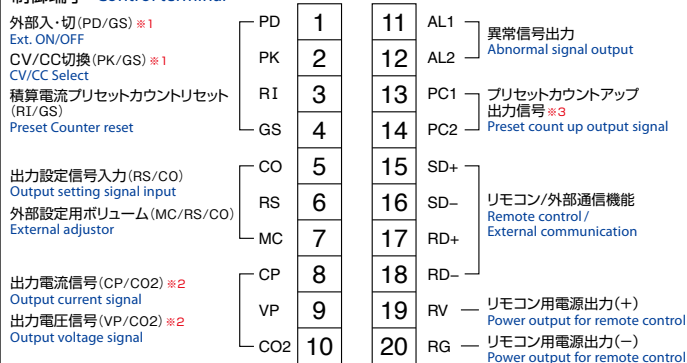 制御端子 Control terminal
外部入・切(PD/GS)※1
Ext. ON/OFF
CV/CC切換(PK/GS)※1
CV/CC Select
積算電流プリセットカウントリセット
(RI/GS)
Preset Counter reset
出力設定信号入力(RS/CO)
Output setting signal input
外部設定用ボリューム(MC/RS/CO)
External adjustor
出力電流信号(CP/CO2)※2
Output current signal
出力電圧信号(VP/CO2)※2
Output voltage signal
PD 1
PK 2
RI 3
GS 4
CO 5
RS 6
MC 7
CP 8
VP 9
CO2 10
11 AL1
12 AL2
13 PC1
14 PC2
15 SD+
16 SD−
17 RD+
18 RD−
19 RV
20 RG
異常信号出力
Abnormal signal output
プリセットカウントアップ
出力信号※3
Preset count up output signal
リモコン/外部通信機能
Remote control /
External communication
リモコン用電源出力(+)
Power output for remote control
リモコン用電源出力(−)
Power output for remote control